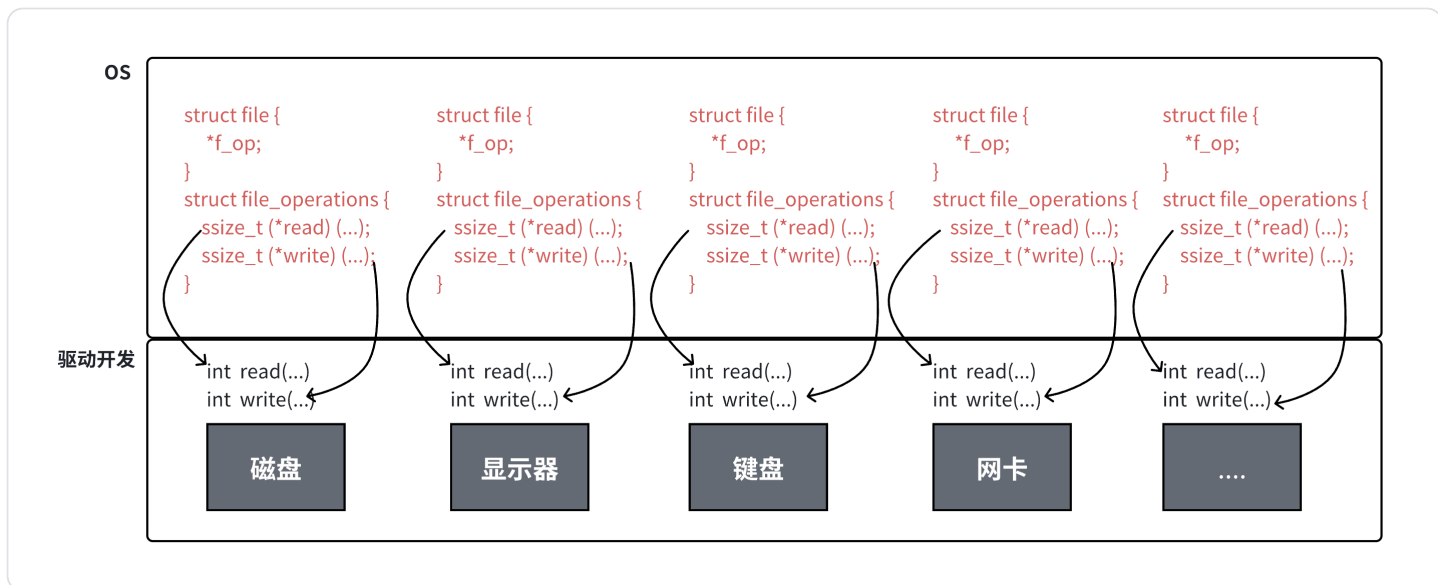 OS
struct file {
*f_op;
}
struct file_operations {
ssize_t (*read) (...);
ssize_t (*write) (...);
}
struct file {
*f_op;
}
struct file_operations {
ssize_t (*read) (...);
ssize_t (*write) (...);
}
struct file {
*f_op;
}
struct file_operations {
ssize_t (*read) (...);
ssize_t (*write) (...);
}
struct file {
*f_op;
}
struct file_operations {
ssize_t (*read) (...);
ssize_t (*write) (...);
}
struct file {
*f_op;
}
struct file_operations {
ssize_t (*read) (...);
ssize_t (*write) (...);
}
驱动开发
int read(...)
int write(...)
磁盘
int read(...)
int write(...)
显示器
int read(...)
int write(...)
键盘
int read(...)
int write(...)
网卡
int read(...)
int write(...)
....